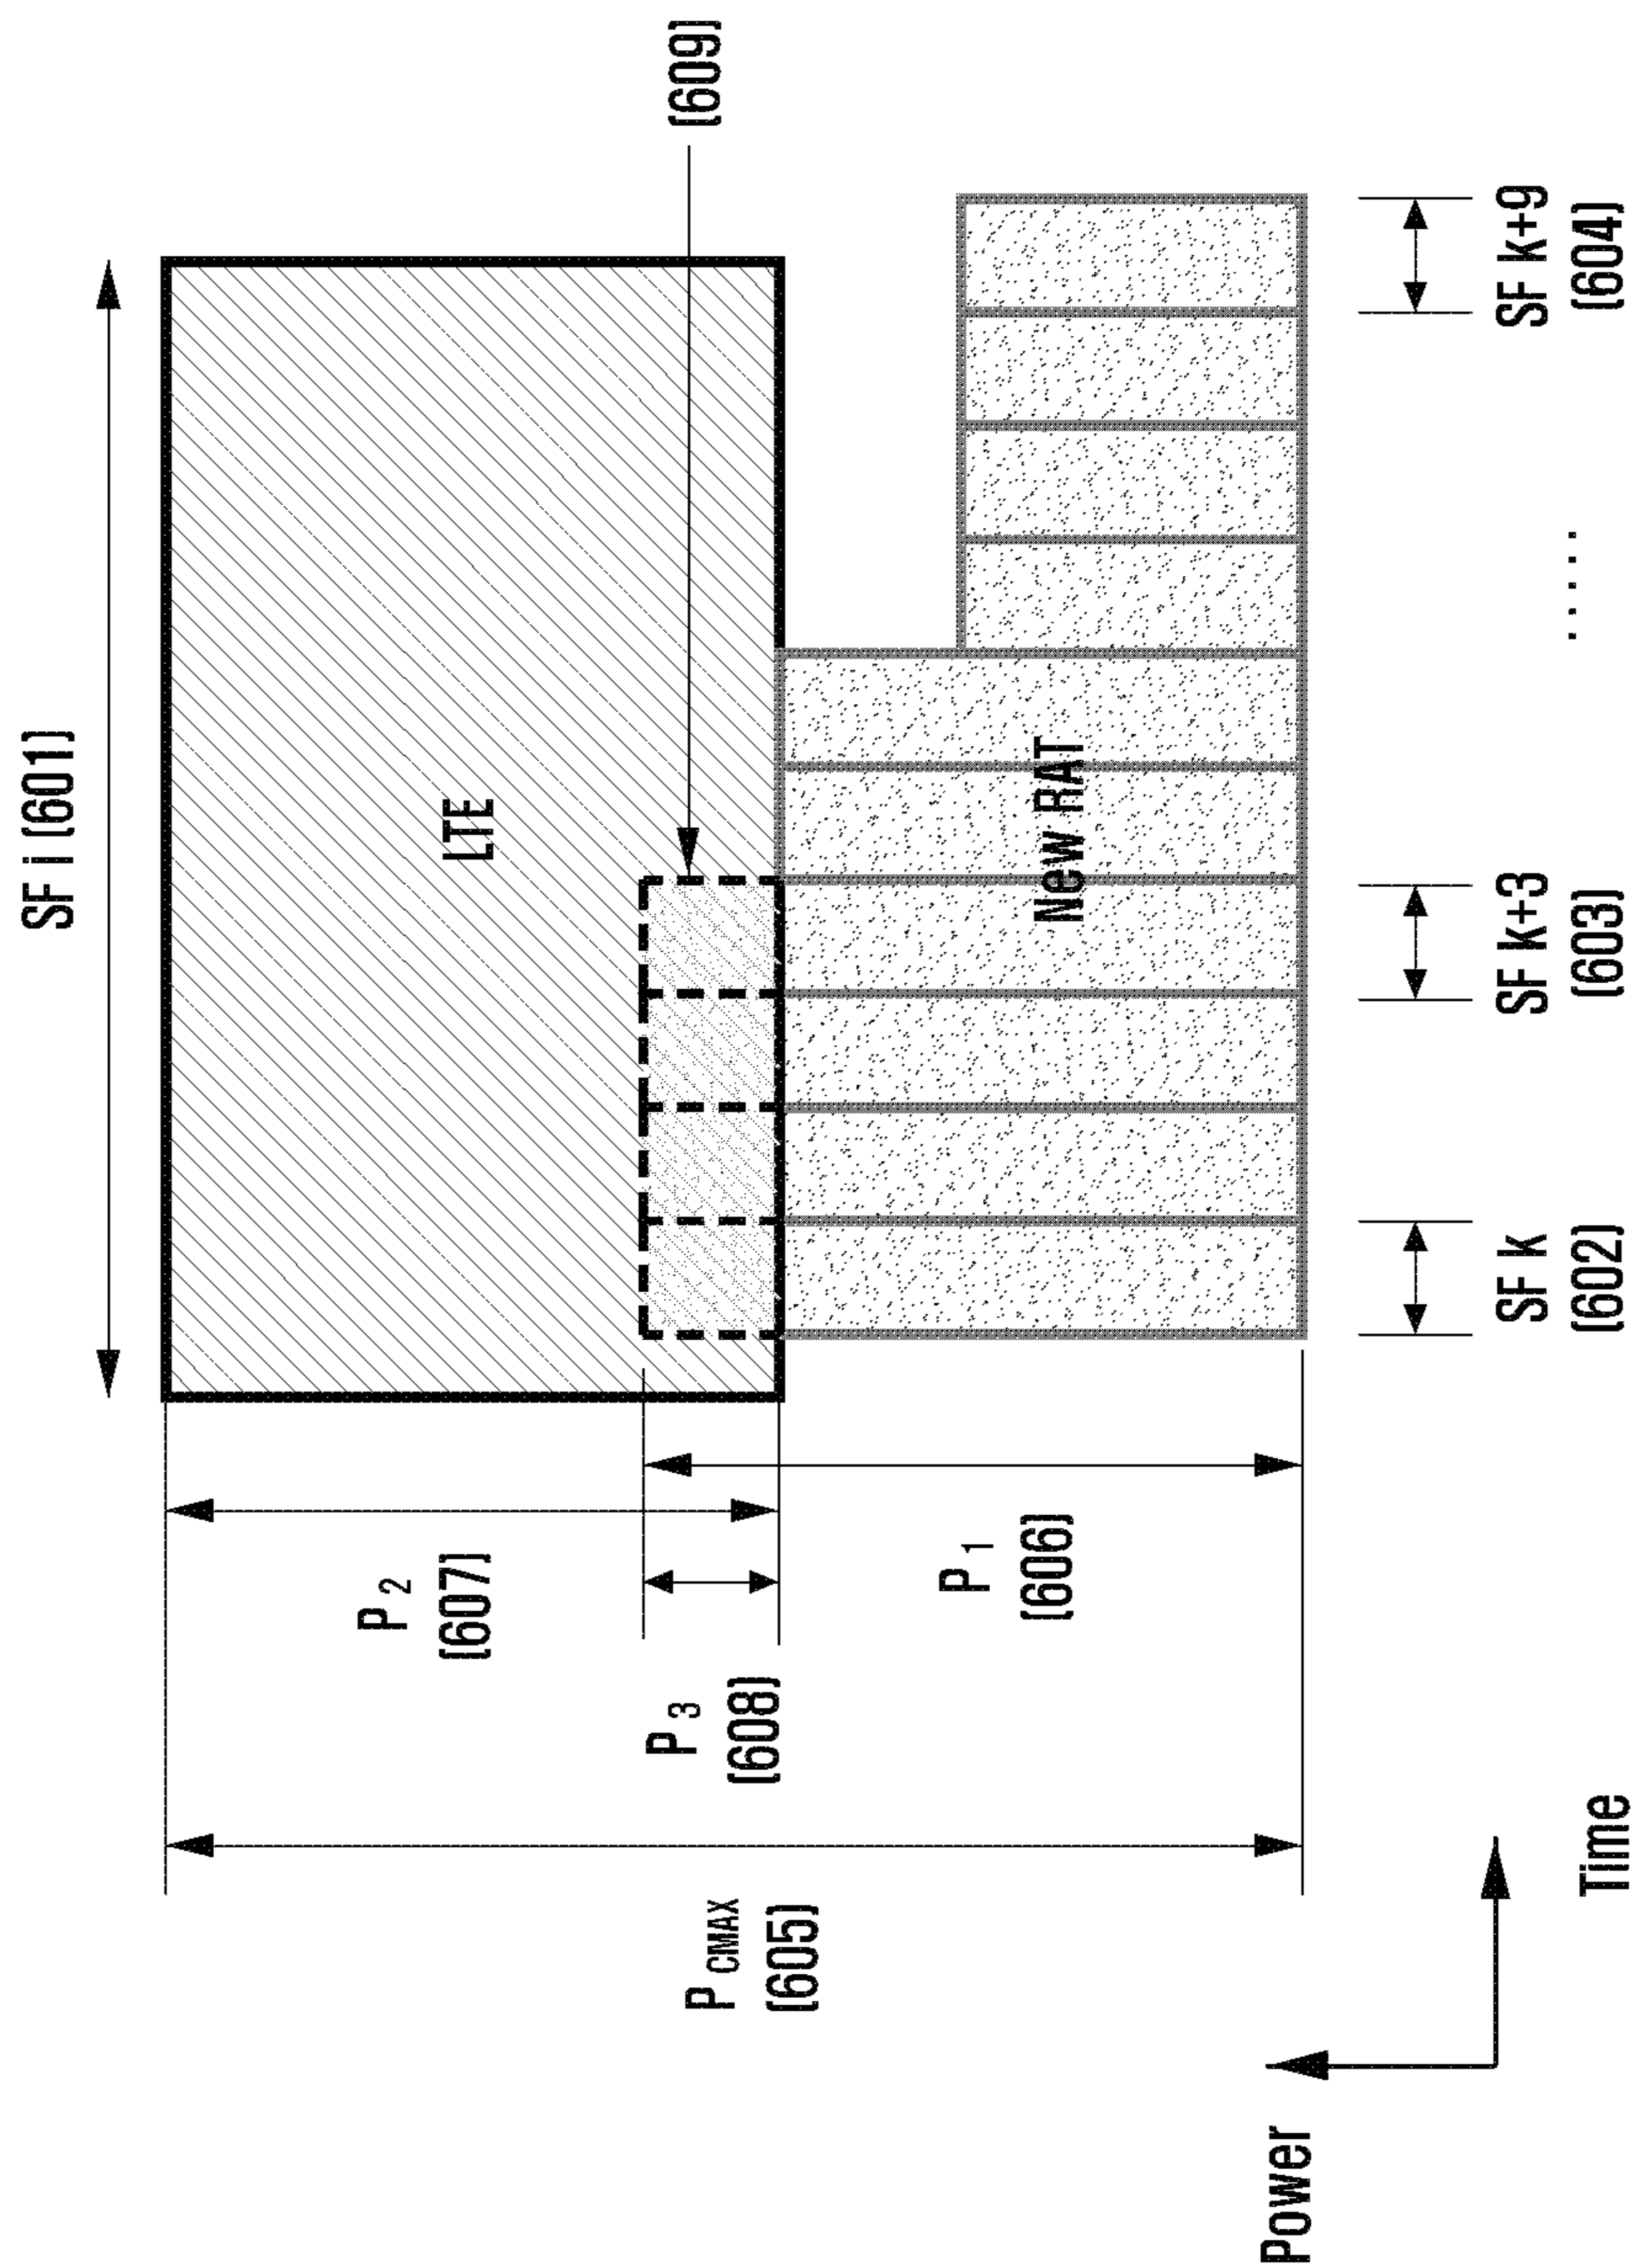 SF i (601)
P2
(607)
LTE
(609)
P3
(608)
PCMAX
(605)
P1
(606)
New RAT
Power
Time
SF k
(602)
SF k+3
(603)
.....
SF k+9
(604)